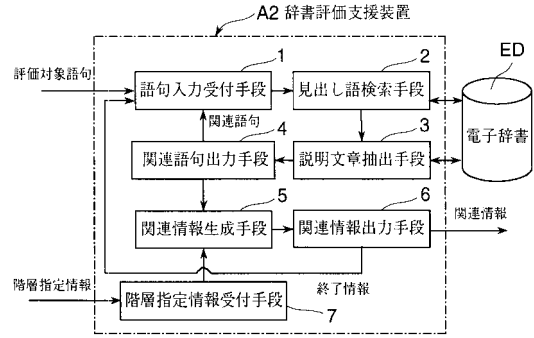 A2 辞書評価支援装置
ED
1
2
評価対象語句
語句入力受付手段
見出し語検索手段
電子辞書
関連語句
4
3
関連語句出力手段
説明文章抽出手段
5
6
関連情報
関連情報生成手段
関連情報出力手段
階層指定情報
終了情報
階層指定情報受付手段
7